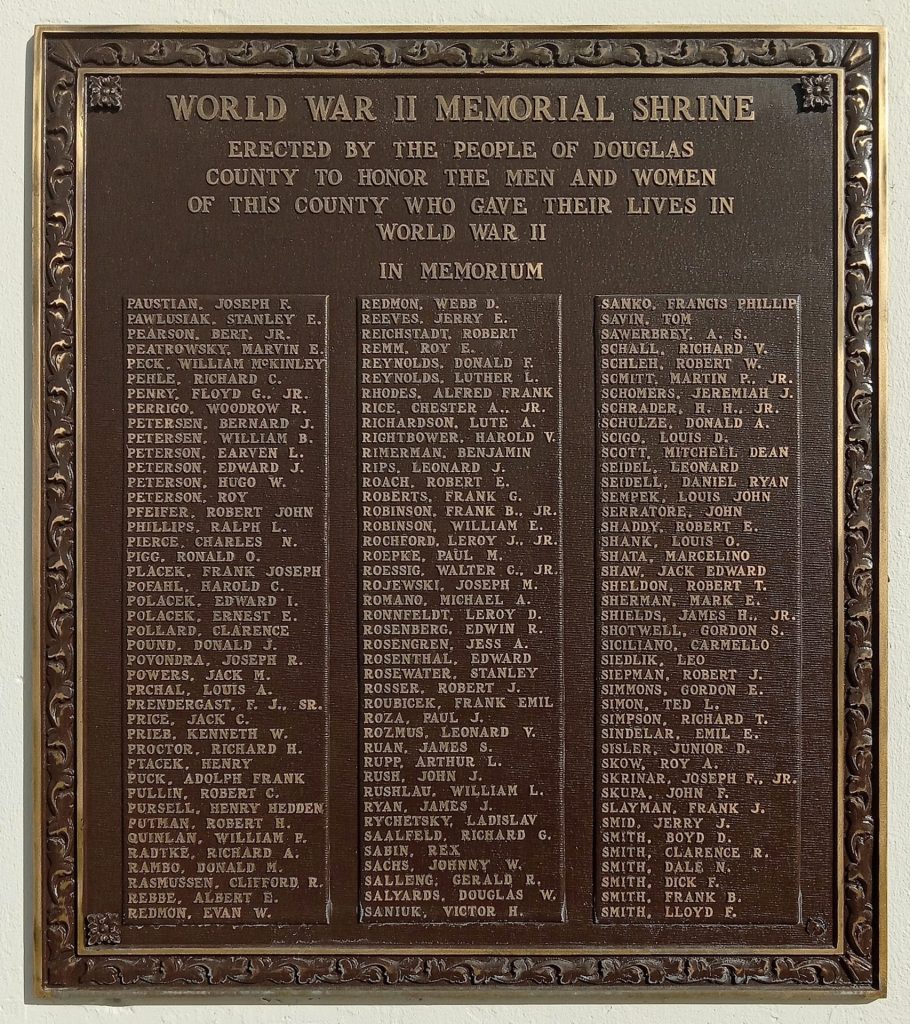 WORLD WAR II MEMORIAL SHRINE
ERECTED BY THE PEOPLE OF DOUGLAS
COUNTY TO HONOR THE MEN AND WOMEN
OF THIS COUNTY WHO GAVE THEIR LIVES IN
WORLD WAR II
IN MEMORIUM
PAUSTIAN, JOSEPH F.
PAWLUSIAK, STANLEY E.
PEARSON, BERT, JR.
PEATROWSKY, MARVIN E.
PECK, WILLIAM McKINLEY
PEHLE, RICHARD C.
PENRY, FLOYD G., JR.
PERRIGO, WOODROW R.
PETERSEN, BERNARD J.
PETERSEN, WILLIAM B.
PETERSON, EARVEN L.
PETERSON, EDWARD J.
PETERSON, HUGO W.
PETERSON, ROY
PFEIFER, ROBERT JOHN
PHILLIPS, RALPH L.
PIERCE, CHARLES N.
PIGG, RONALD O.
PLACEK, FRANK JOSEPH
POFAHL, HAROLD C.
POLACEK, EDWARD I.
POLACEK, ERNEST E.
POLLARD, CLARENCE
POUND, DONALD J.
POVONDRA, JOSEPH R.
POWERS, JACK M.
PRCHAL, LOUIS A.
PRENDERGAST, F. J., SR.
PRICE, JACK C.
PRIEB, KENNETH W.
PROCTOR, RICHARD H.
PTACEK, HENRY
PUCK, ADOLPH FRANK
PULLIN, ROBERT C.
PURSELL, HENRY HEDDEN
PUTMAN, ROBERT H.
QUINLAN, WILLIAM P.
RADTKE, RICHARD A.
RAMBO, DONALD M.
RASMUSSEN, CLIFFORD R.
REBBE, ALBERT E.
REDMON, EVAN W.
REDMON, WEBB D.
REEVES, JERRY E.
REICHSTADT, ROBERT
REMM, ROY E.
REYNOLDS, DONALD F.
REYNOLDS, LUTHER L.
RHODES, ALFRED FRANK
RICE, CHESTER A., JR.
RICHARDSON, LUTE A.
RIGHTBOWER, HAROLD V.
RIMERMAN, BENJAMIN
RIPS, LEONARD J.
ROACH, ROBERT E.
ROBERTS, FRANK G.
ROBINSON, FRANK B., JR.
ROBINSON, WILLIAM E.
ROCHFORD, LEROY J., JR.
ROEPKE, PAUL M.
ROESSIG, WALTER C., JR.
ROJEWSKI, JOSEPH M.
ROMANO, MICHAEL A.
RONNFELDT, LEROY D.
ROSENBERG, EDWIN R.
ROSENGREN, JESS A.
ROSENTHAL, EDWARD
ROSEWATER, STANLEY
ROSSER, ROBERT J.
ROUBICEK, FRANK EMIL
ROZA, PAUL J.
ROZMUS, LEONARD V.
RUAN, JAMES S.
RUPP, ARTHUR L.
RUSH, JOHN J.
RUSHLAU, WILLIAM L.
RYAN, JAMES J.
RYCHETSKY, LADISLAV
SAALFELD, RICHARD G.
SABIN, REX
SACHS, JOHNNY W.
SALLENG, GERALD R.
SALYARDS, DOUGLAS W.
SANIUK, VICTOR H.
SANKO, FRANCIS PHILLIP
SAVIN, TOM
SAWERBREY, A. S.
SCHALL, RICHARD V.
SCHLEH, ROBERT W.
SCMITT, MARTIN P., JR.
SCHOMERS, JEREMIAH J.
SCHRADER, H. H., JR.
SCHULZE, DONALD A.
SCIGO, LOUIS D.
SCOTT, MITCHELL DEAN
SEIDEL, LEONARD
SEIDELL, DANIEL RYAN
SEMPEK, LOUIS JOHN
SERRATORE, JOHN
SHADDY, ROBERT E.
SHANK, LOUIS O.
SHATA, MARCELINO
SHAW, JACK EDWARD
SHELDON, ROBERT T.
SHERMAN, MARK E.
SHIELDS, JAMES H., JR.
SHOTWELL, GORDON S.
SICILIANO, CARMELLO
SIEDLIK, LEO
SIEPMAN, ROBERT J.
SIMMONS, GORDON E.
SIMON, TED L.
SIMPSON, RICHARD T.
SINDELAR, EMIL E.
SISLER, JUNIOR D.
SKOW, ROY A.
SKRINAR, JOSEPH F., JR.
SKUPA, JOHN F.
SLAYMAN, FRANK J.
SMID, JERRY J.
SMITH, BOYD D.
SMITH, CLARENCE R.
SMITH, DALE N.
SMITH, DICK F.
SMITH, FRANK B.
SMITH, LLOYD F.